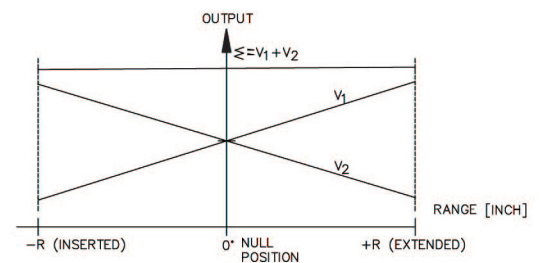 OUTPUT
≤=V1+V2
V1
V2
RANGE [INCH]
-R (INSERTED)
0° NULL
POSITION
+R (EXTENDED)